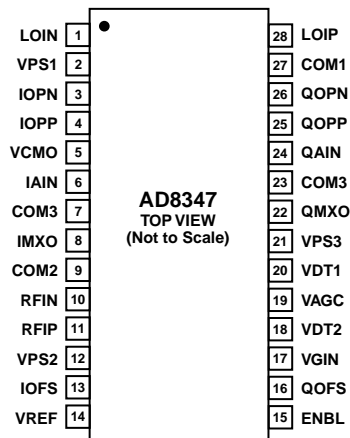 LOIN 1
VPS1 2
IOPN 3
IOPP 4
VCMO 5
IAIN 6
COM3 7
IMXO 8
COM2 9
RFIN 10
RFIP 11
VPS2 12
IOFS 13
VREF 14
AD8347
TOP VIEW
(Not to Scale)
28 LOIP
27 COM1
26 QOPN
25 QOPP
24 QAIN
23 COM3
22 QMXO
21 VPS3
20 VDT1
19 VAGC
18 VDT2
17 VGIN
16 QOFS
15 ENBL